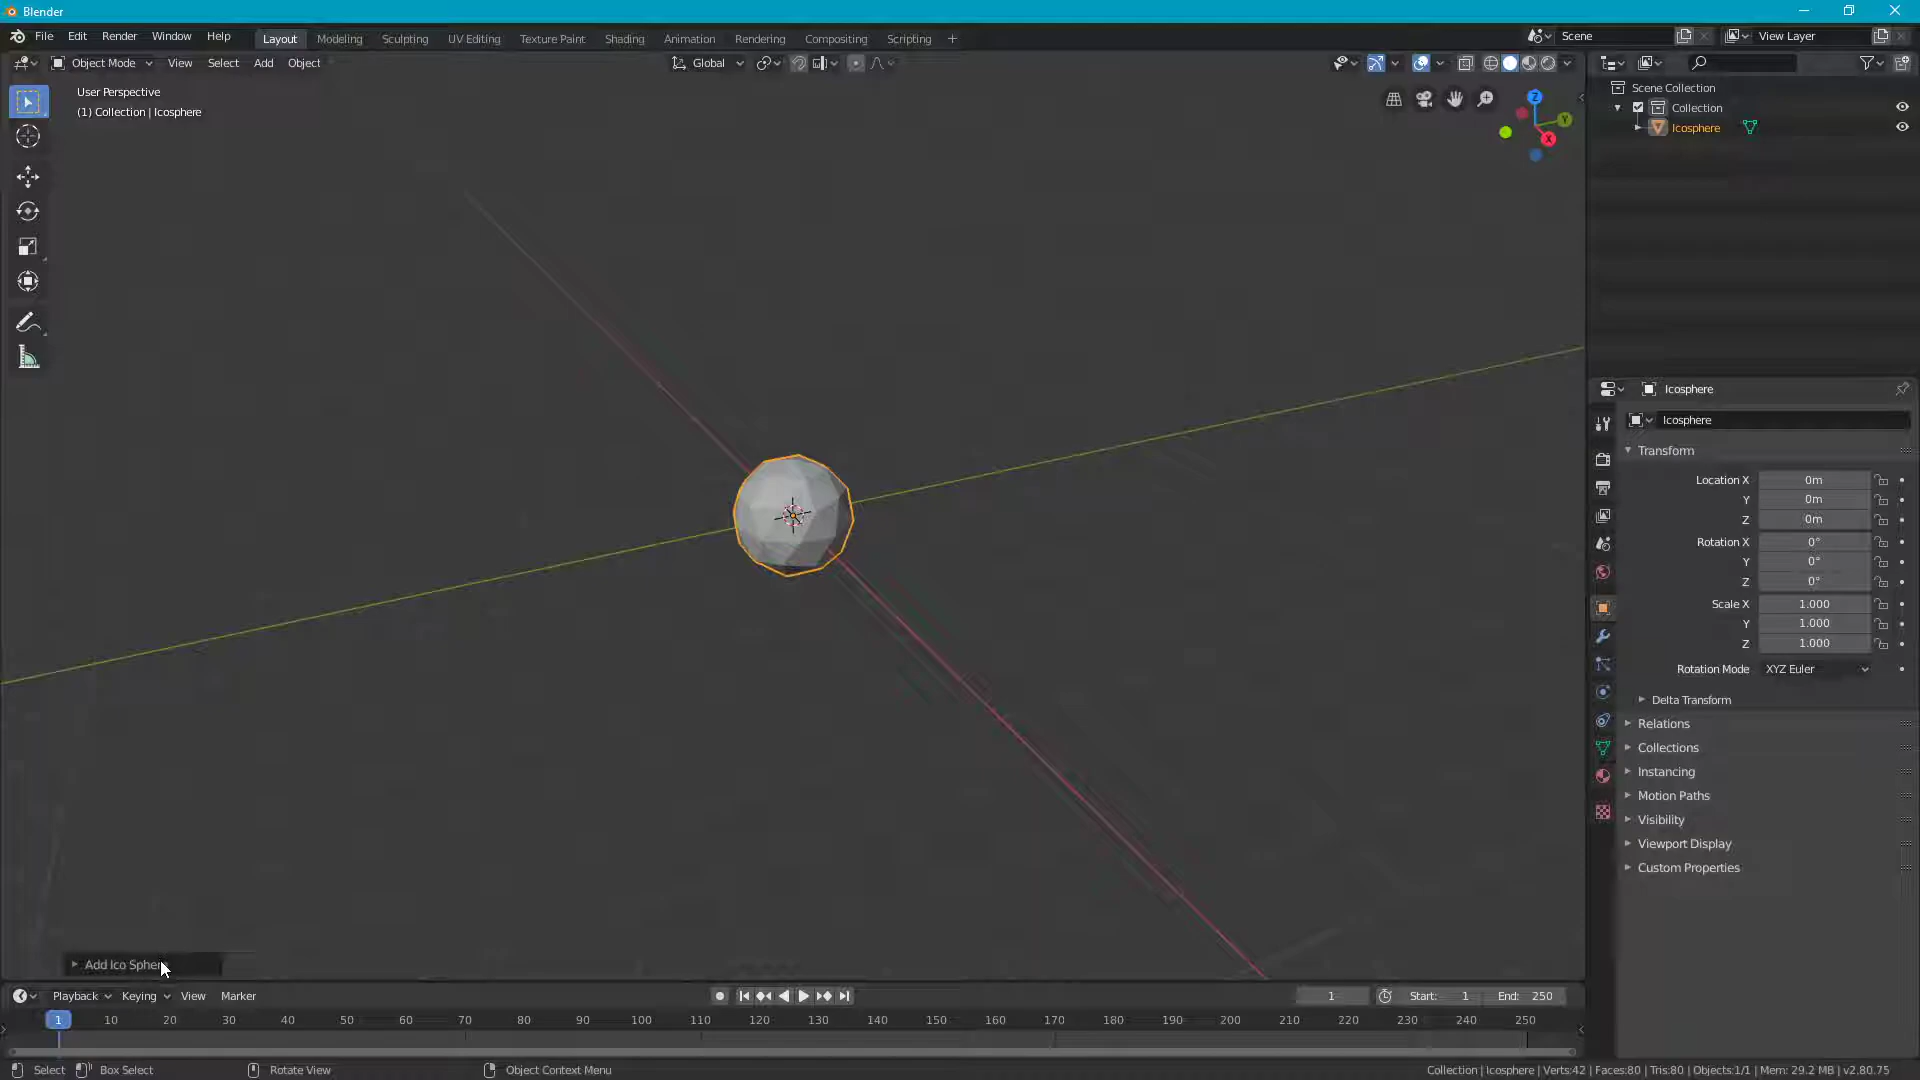 Blender
File Edit Render Window Help
Layout Modeling Sculpting UV Editing Texture Paint Shading Animation Rendering Compositing Scripting +
Scene
View Layer
Object Mode View Select Add Object
Global
User Perspective
(1) Collection | Icosphere
Z
Y
X
Scene Collection
Collection
Icosphere
Icosphere
Icosphere
Transform
Location X 0m
Y 0m
Z 0m
Rotation X 0°
Y 0°
Z 0°
Scale X 1.000
Y 1.000
Z 1.000
Rotation Mode XYZ Euler
Delta Transform
Relations
Collections
Instancing
Motion Paths
Visibility
Viewport Display
Custom Properties
Add Ico Sphere
Playback Keying View Marker
1 Start: 1 End: 250
1 10 20 30 40 50 60 70 80 90 100 110 120 130 140 150 160 170 180 190 200 210 220 230 240 250
Select Box Select Rotate View Object Context Menu
Collection | Icosphere | Verts:42 | Faces:80 | Tris:80 | Objects:1/1 | Mem: 29.2 MB | v2.80.75